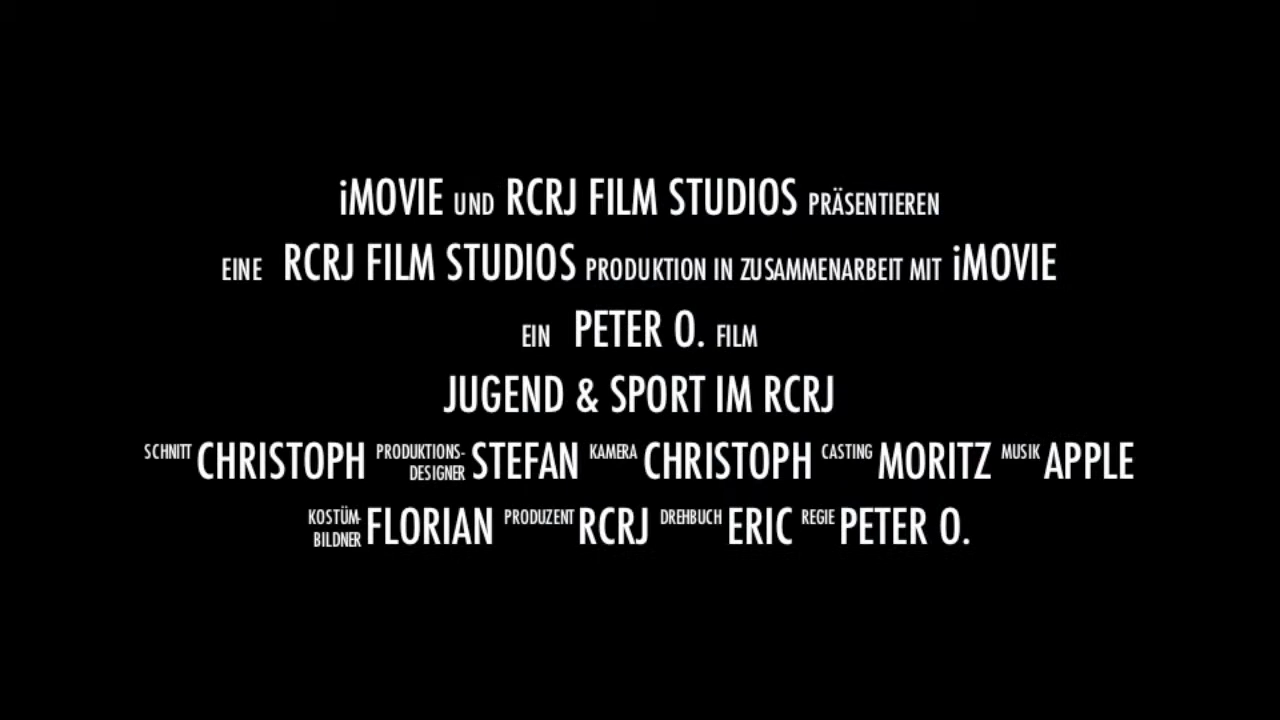 iMOVIE UND RCRJ FILM STUDIOS PRÄSENTIEREN
EINE RCRJ FILM STUDIOS PRODUKTION IN ZUSAMMENARBEIT MIT iMOVIE
EIN PETER O. FILM
JUGEND & SPORT IM RCRJ
SCHNITT CHRISTOPH PRODUKTIONS-DESIGNER STEFAN KAMERA CHRISTOPH CASTING MORITZ MUSIK APPLE
KOSTÜM-BILDNER FLORIAN PRODUZENT RCRJ DREHBUCH ERIC REGIE PETER O.